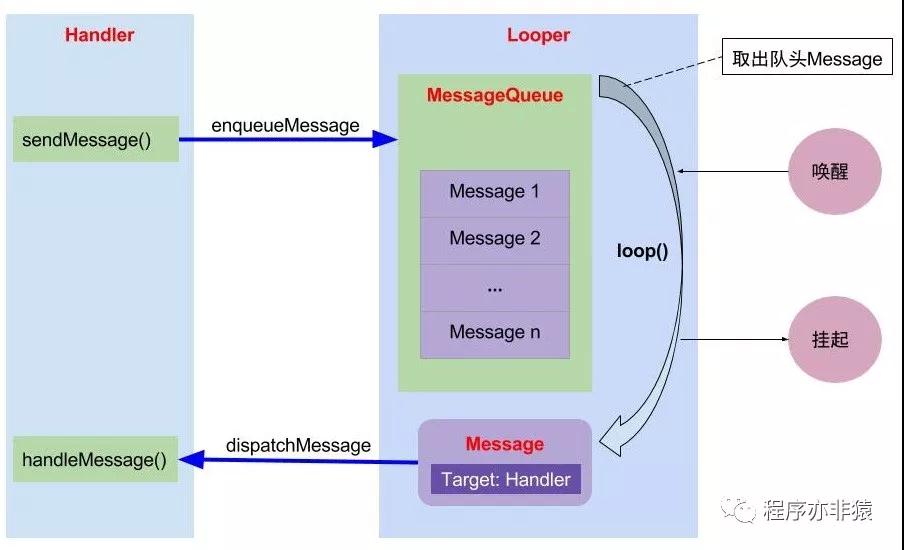 Handler
Looper
取出队头Message
MessageQueue
sendMessage()
enqueueMessage
唤醒
Message 1
Message 2
...
Message n
loop()
挂起
handleMessage()
dispatchMessage
Message
Target: Handler
程序亦非猿